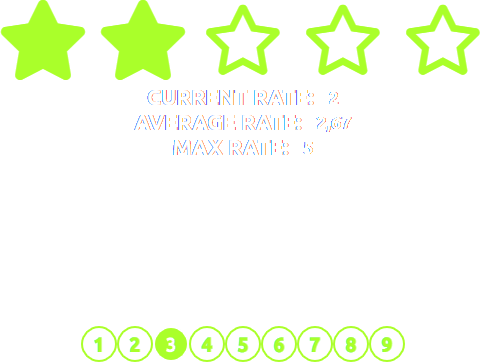 CURRENT RATE: 2
AVERAGE RATE: 2,67
MAX RATE: 5
1 2 3 4 5 6 7 8 9